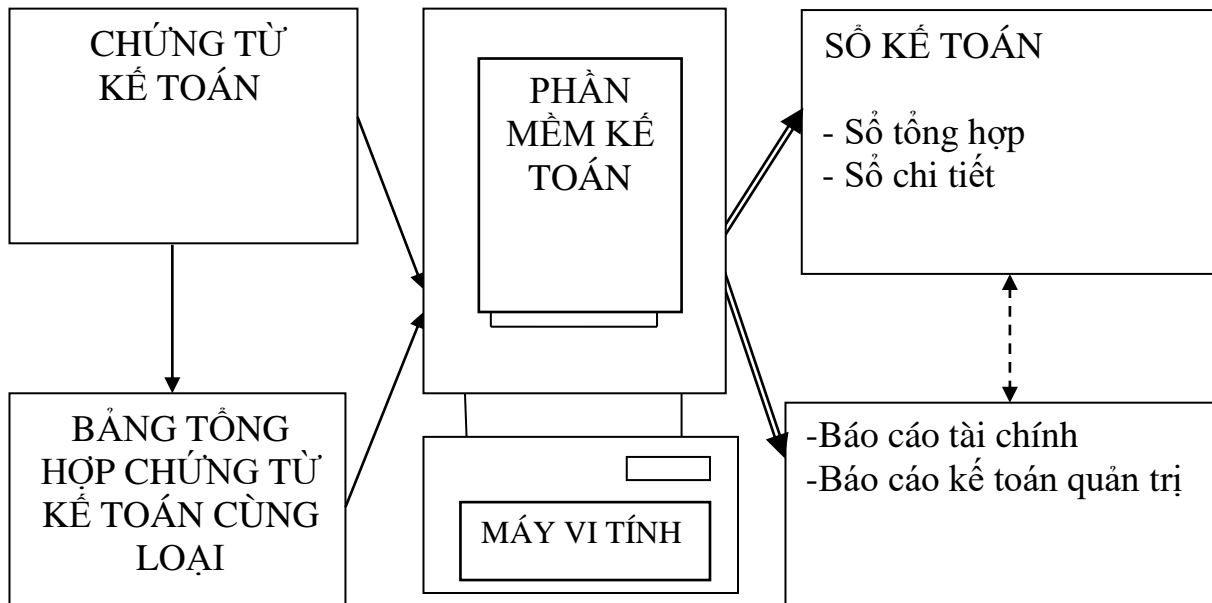 CHỨNG TỪ
KẾ TOÁN
BẢNG TỔNG
HỢP CHỨNG TỪ
KẾ TOÁN CÙNG
LOẠI
PHẦN
MỀM KẾ
TOÁN
MÁY VI TÍNH
SỔ KẾ TOÁN
- Sổ tổng hợp
- Sổ chi tiết
-Báo cáo tài chính
-Báo cáo kế toán quản trị